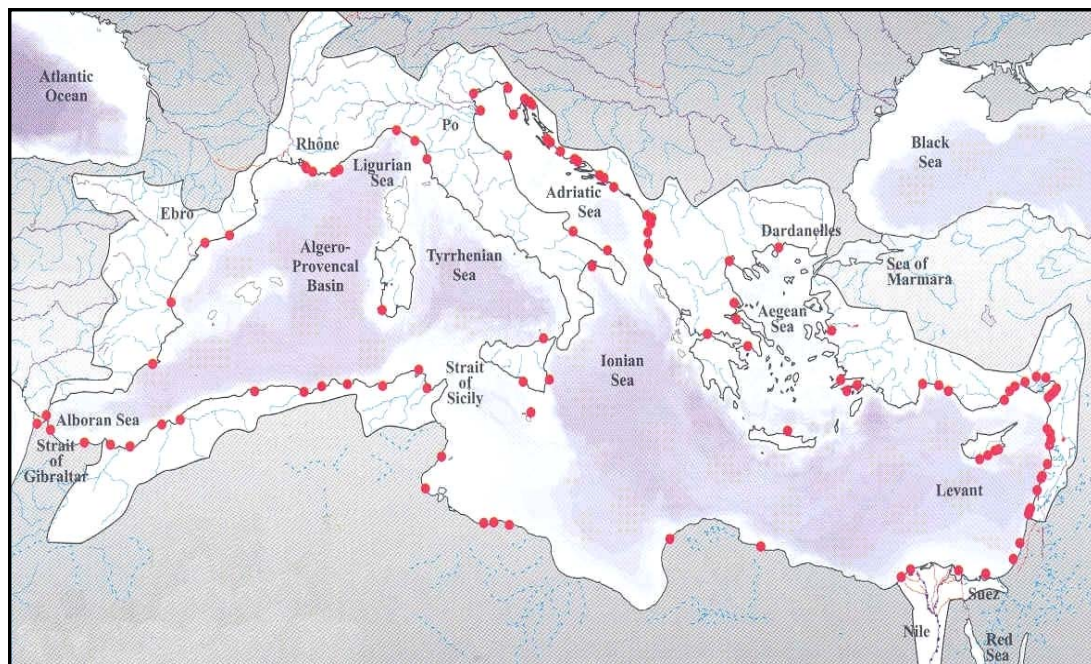 Atlantic
Ocean
Po
Rhône
Ligurian
Sea
Black
Sea
Ebro
Adriatic
Sea
Dardanelles
Algero-
Provencal
Basin
Tyrrhenian
Sea
Sea of
Marmara
Aegean
Sea
Ionian
Sea
Strait
of
Sicily
Alboran Sea
Strait
of
Gibraltar
Levant
Suez
Nile
Red
Sea